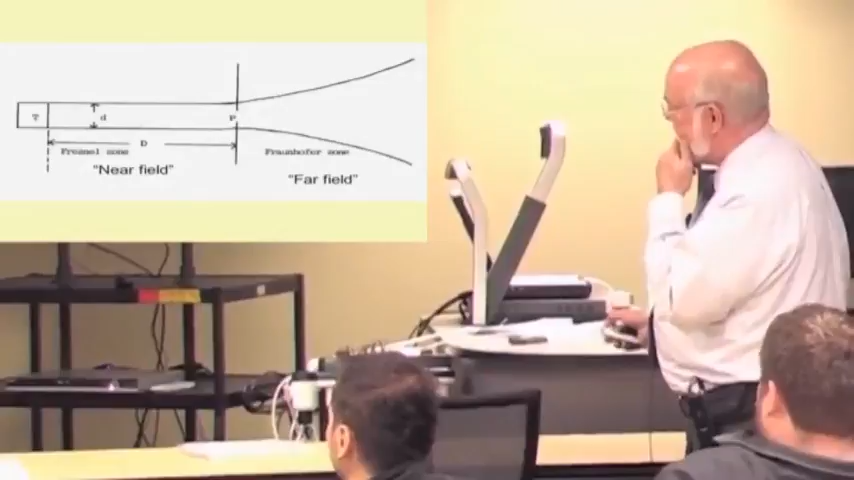 T
d
P
D
Fresnel zone
Fraunhofer zone
"Near field"
"Far field"